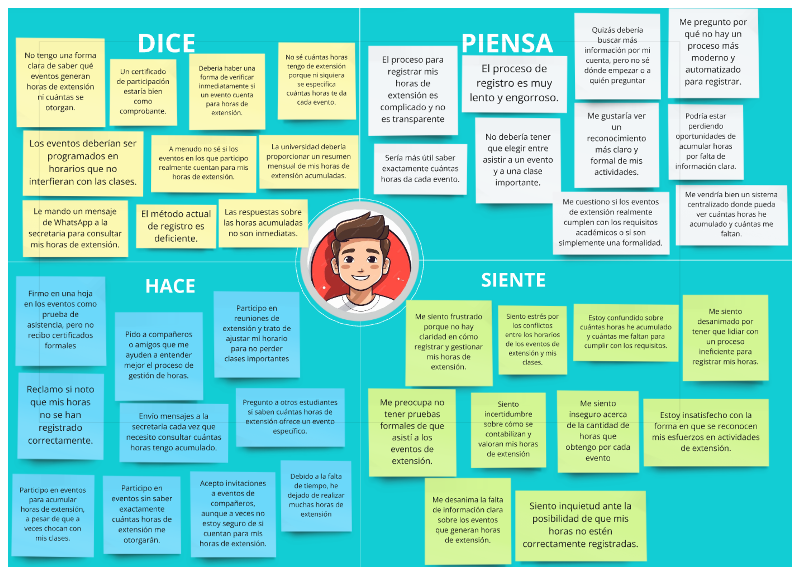 DICE
No tengo una forma
clara de saber qué
eventos generan
horas de extensión
ni cuántas se
otorgan.
Un certificado
de participación
estaría bien
como
comprobante.
Debería haber una
forma de verificar
inmediatamente si
un evento cuenta
para horas de
extensión.
No sé cuántas horas
tengo de extensión
porque ni siquiera
se especifica
cuántas horas te da
cada evento.
Los eventos deberían ser
programados en
horarios que no
interfieran con las clases.
A menudo no sé si los
eventos en los que participo
realmente cuentan para mis
horas de extensión.
La universidad debería
proporcionar un resumen
mensual de mis horas de
extensión acumuladas.
Le mando un mensaje
de WhatsApp a la
secretaria para consultar
mis horas de extensión.
El método actual
de registro es
deficiente.
Las respuestas sobre
las horas acumuladas
no son inmediatas.
PIENSA
El proceso para
registrar mis
horas de
extensión es
complicado y no
es transparente
El proceso de
registro es muy
lento y engorroso.
Quizás debería
buscar más
información por mi
cuenta, pero no sé
dónde empezar o a
quién preguntar
Me pregunto por
qué no hay un
proceso más
moderno y
automatizado
para registrar.
Sería más útil saber
exactamente cuántas
horas da cada evento.
No debería tener
que elegir entre
asistir a un evento
y a una clase
importante.
Me gustaría ver
un
reconocimiento
más claro y
formal de mis
actividades.
Podría estar
perdiendo
oportunidades de
acumular horas
por falta de
información clara.
Me cuestiono si los eventos
de extensión realmente
cumplen con los requisitos
académicos o si son
simplemente una formalidad.
Me vendría bien un sistema
centralizado donde pueda
ver cuántas horas he
acumulado y cuántas me
faltan.
HACE
Firmo en una hoja
en los eventos como
prueba de
asistencia, pero no
recibo certificados
formales
Pido a compañeros
o amigos que me
ayuden a entender
mejor el proceso de
gestión de horas.
Participo en
reuniones de
extensión y trato de
ajustar mi horario
para no perder
clases importantes
Reclamo si noto
que mis horas
no se han
registrado
correctamente.
Envío mensajes a la
secretaria cada vez que
necesito consultar cuántas
horas tengo acumulado.
Pregunto a otros estudiantes
si saben cuántas horas de
extensión ofrece un evento
específico.
Participo en eventos
para acumular
horas de extensión,
a pesar de que a
veces chocan con
mis clases.
Participo en
eventos sin saber
exactamente
cuántas horas de
extensión me
otorgarán.
Acepto invitaciones
a eventos de
compañeros,
aunque a veces no
estoy seguro de si
cuentan para mis
horas de extensión.
Debido a la falta
de tiempo, he
dejado de realizar
muchas horas de
extensión
SIENTE
Me siento frustrado
porque no hay
claridad en cómo
registrar y gestionar
mis horas de
extensión.
Siento estrés por
los conflictos
entre los horarios
de los eventos de
extensión y mis
clases.
Estoy confundido sobre
cuántas horas he acumulado
y cuántas me faltan para
cumplir con los requisitos.
Me siento
desanimado por
tener que lidiar con
un proceso
ineficiente para
registrar mis horas.
Me preocupa no
tener pruebas
formales de que
asistí a los
eventos de
extensión.
Siento
incertidumbre
sobre cómo se
contabilizan y
valoran mis horas
de extensión
Me siento
inseguro acerca
de la cantidad de
horas que
obtengo por cada
evento
Estoy insatisfecho con la
forma en que se reconocen
mis esfuerzos en actividades
de extensión.
Me desanima la falta
de información clara
sobre los eventos
que generan horas
de extensión.
Siento inquietud ante la
posibilidad de que mis
horas no estén
correctamente registradas.